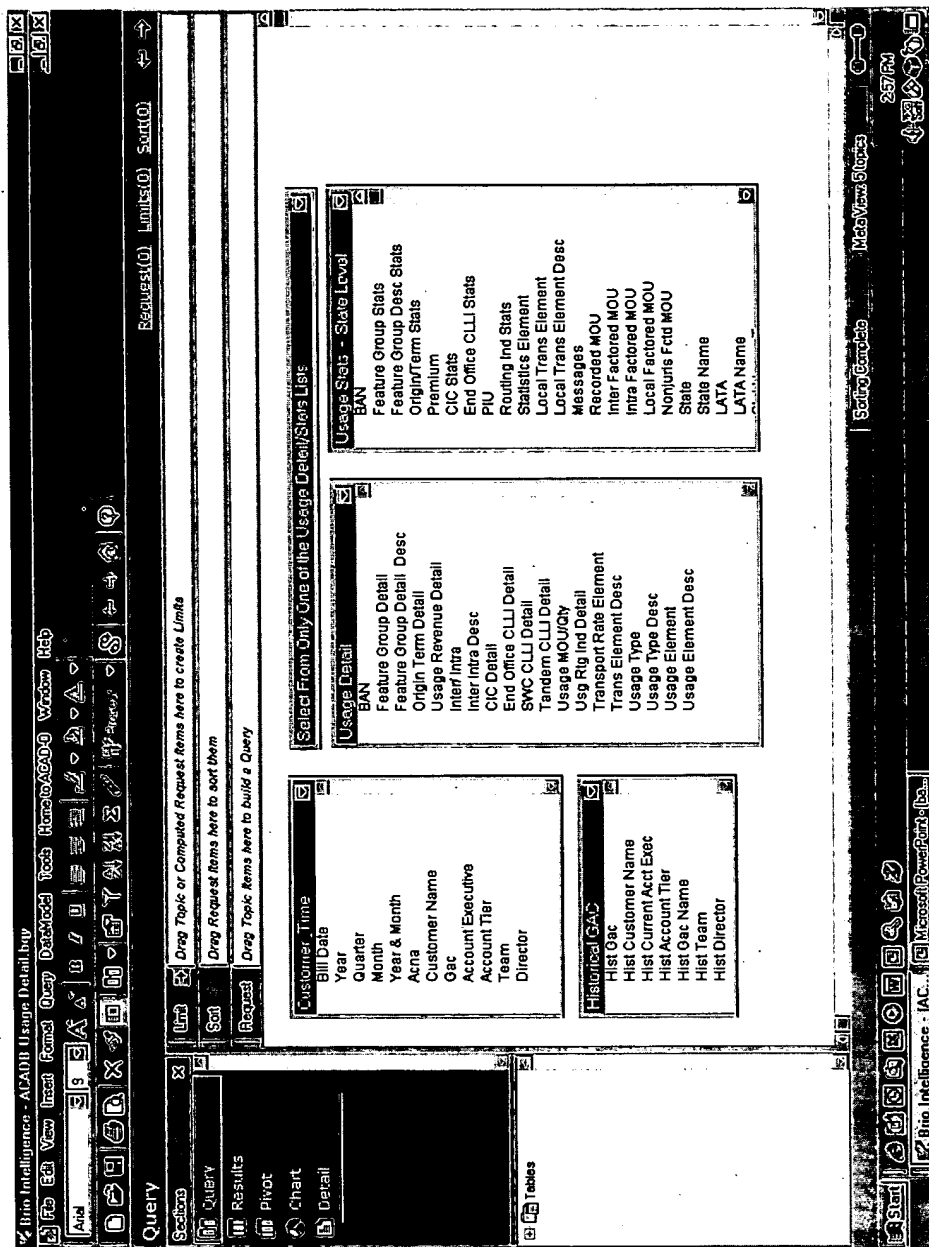 Brio Intelligence - ACADB Usage Detail.bqy
File Edit View Insert Format Query DataModel Tools Home to ACAD-0 Window Help
Arial 9 B I U
Query
Request(0) Limits(0) Sort(0)
Sections
Query
Results
Pivot
Chart
Detail
Tables
Limit Drag Topic or Computed Request Items here to create Limits
Sort Drag Request Items here to sort them
Request Drag Topic Items here to build a Query
Customer_Time
Bill Date
Year
Quarter
Month
Year & Month
Acna
Customer Name
Gac
Account Executive
Account Tier
Team
Director
Historical GAC
Hist Gac
Hist Customer Name
Hist Current Acct Exec
Hist Account Tier
Hist Gac Name
Hist Team
Hist Director
Select From Only One of the Usage Detail/Stats Lists
Usage Detail
BAN
Feature Group Detail
Feature Group Detail Desc
Origin Term Detail
Usage Revenue Detail
Inter/ Intra
Inter Intra Desc
CIC Detail
End Office CLLI Detail
SWC CLLI Detail
Tandem CLLI Detail
Usage MOU/Qty
Usg Rtg Ind Detail
Transport Rate Element
Trans Element Desc
Usage Type
Usage Type Desc
Usage Element
Usage Element Desc
Usage Stats - State Level
BAN
Feature Group Stats
Feature Group Desc Stats
Origin/Term Stats
Premium
CIC Stats
End Office CLLI Stats
PIU
Routing Ind Stats
Statistics Element
Local Trans Element
Local Trans Element Desc
Messages
Recorded MOU
Inter Factored MOU
Intra Factored MOU
Local Factored MOU
Nonjuris Fctd MOU
State
State Name
LATA
LATA Name
Sorting Complete
Meta View: 5 topics
Start
Brio Intelligence - [AC...
Microsoft PowerPoint - [ba...
2:57 PM